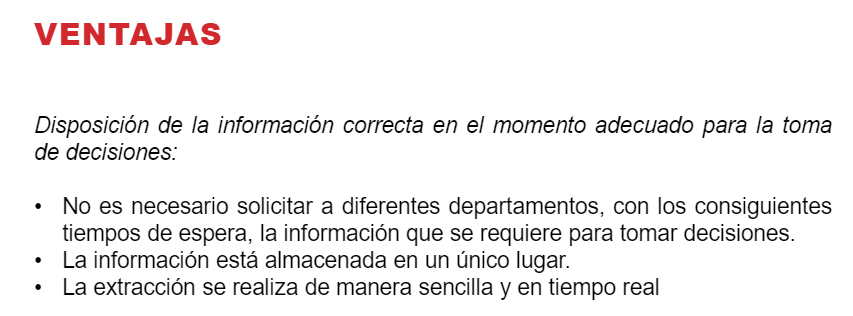 VENTAJAS
Disposición de la información correcta en el momento adecuado para la toma
de decisiones:
• No es necesario solicitar a diferentes departamentos, con los consiguientes
tiempos de espera, la información que se requiere para tomar decisiones.
• La información está almacenada en un único lugar.
• La extracción se realiza de manera sencilla y en tiempo real